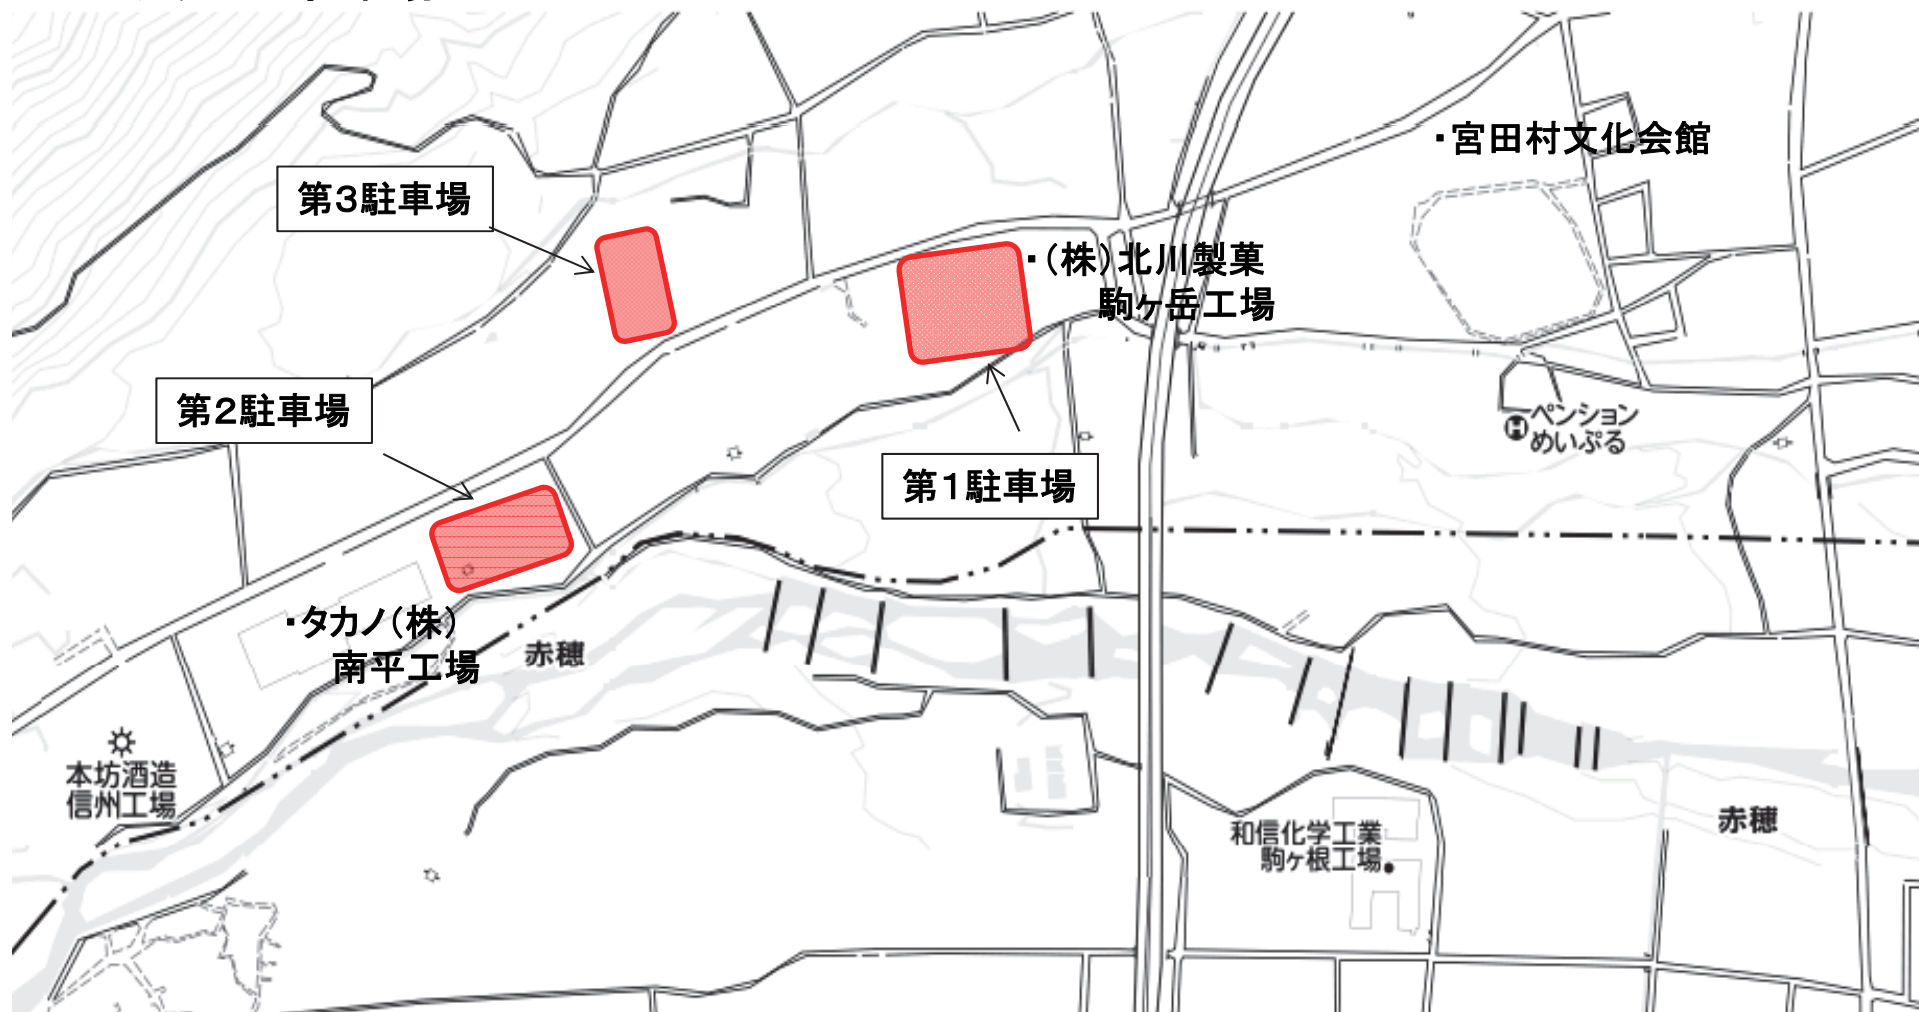 ・宮田村文化会館
第3駐車場
・(株)北川製菓
駒ヶ岳工場
第2駐車場
ペンション
めいぷる
第1駐車場
・タカノ(株)
南平工場
赤穂
本坊酒造
信州工場
和信化学工業
駒ヶ根工場
赤穂